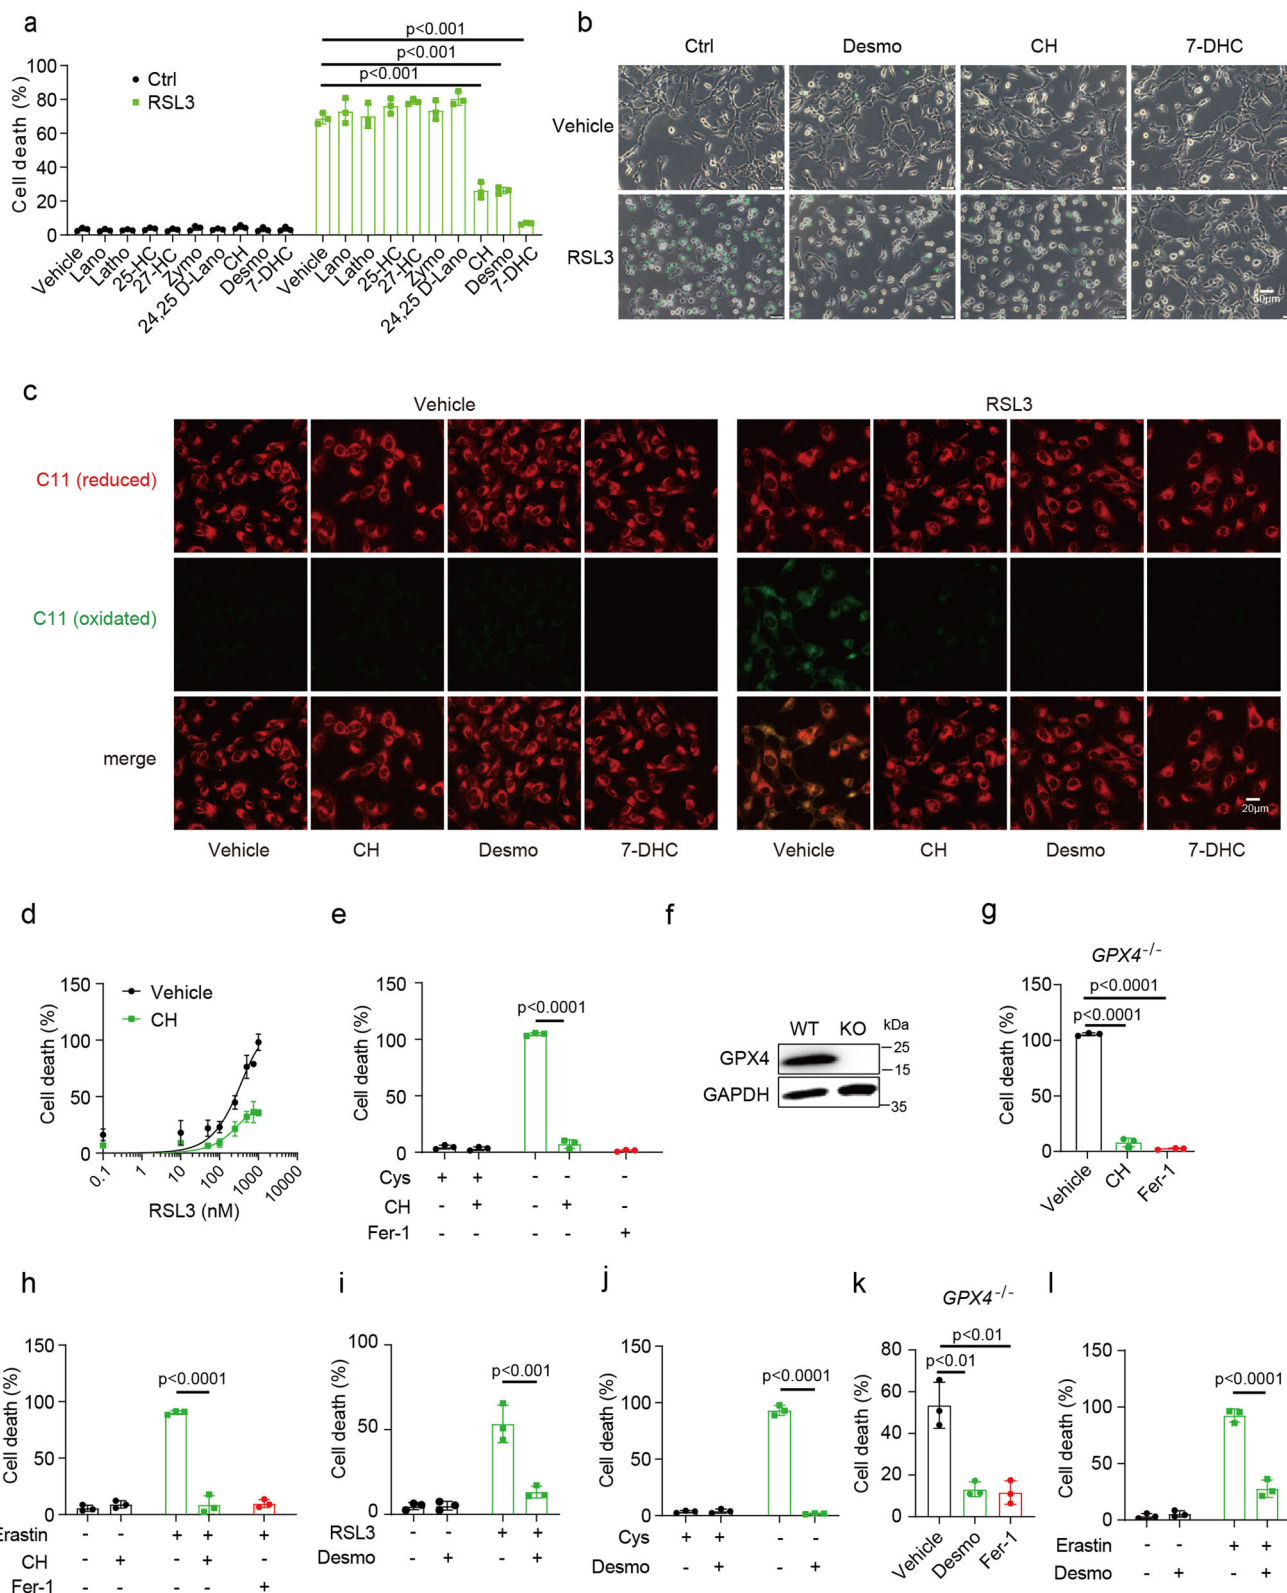 a
Cell death (%)
100
80
60
40
20
0
Ctrl
RSL3
p<0.001
p<0.001
p<0.001
Vehicle
Lano
Latho
25-HC
27-HC
Zymo
24,25 D-Lano
CH
Desmo
7-DHC
Vehicle
Lano
Latho
25-HC
27-HC
Zymo
24,25 D-Lano
CH
Desmo
7-DHC
b
Ctrl Desmo CH 7-DHC
Vehicle
RSL3
50μm
c
Vehicle RSL3
C11 (reduced)
C11 (oxidated)
merge
20μm
Vehicle CH Desmo 7-DHC Vehicle CH Desmo 7-DHC
d
Cell death (%)
150
100
50
0
Vehicle
CH
0.1 1 10 100 1000 10000
RSL3 (nM)
e
Cell death (%)
150
100
50
0
p<0.0001
Cys + + - - -
CH - + - + -
Fer-1 - - - - +
f
WT KO kDa
GPX4 25
15
GAPDH
35
g
GPX4-/-
Cell death (%)
150
100
50
0
p<0.0001
p<0.0001
Vehicle
CH
Fer-1
h
Cell death (%)
150
100
50
0
p<0.0001
Erastin - - + + +
CH - + - + -
Fer-1 - - - - +
i
Cell death (%)
100
50
0
p<0.001
RSL3 - - + +
Desmo - + - +
j
Cell death (%)
150
100
50
0
p<0.0001
Cys + + - -
Desmo - + - +
k
GPX4-/-
Cell death (%)
80
60
40
20
0
p<0.01
p<0.01
Vehicle
Desmo
Fer-1
l
Cell death (%)
150
100
50
0
p<0.0001
Erastin - - + +
Desmo - + - +